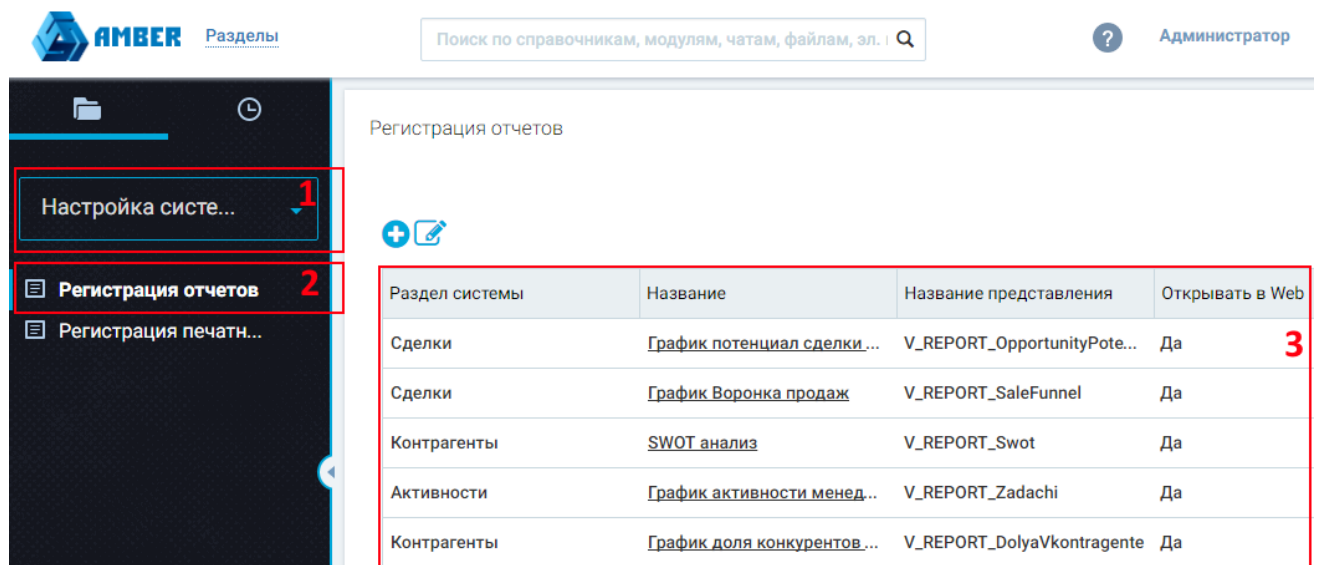 AMBER Разделы Поиск по справочникам, модулям, чатам, файлам, эл. ? Администратор
Регистрация отчетов
Настройка систе... 1
Регистрация отчетов 2
Регистрация печатн...
Раздел системы Название Название представления Открывать в Web
Сделки График потенциал сделки ... V_REPORT_OpportunityPote... Да 3
Сделки График Воронка продаж V_REPORT_SaleFunnel Да
Контрагенты SWOT анализ V_REPORT_Swot Да
Активности График активности менед... V_REPORT_Zadachi Да
Контрагенты График доля конкурентов ... V_REPORT_DolyaVkontragente Да